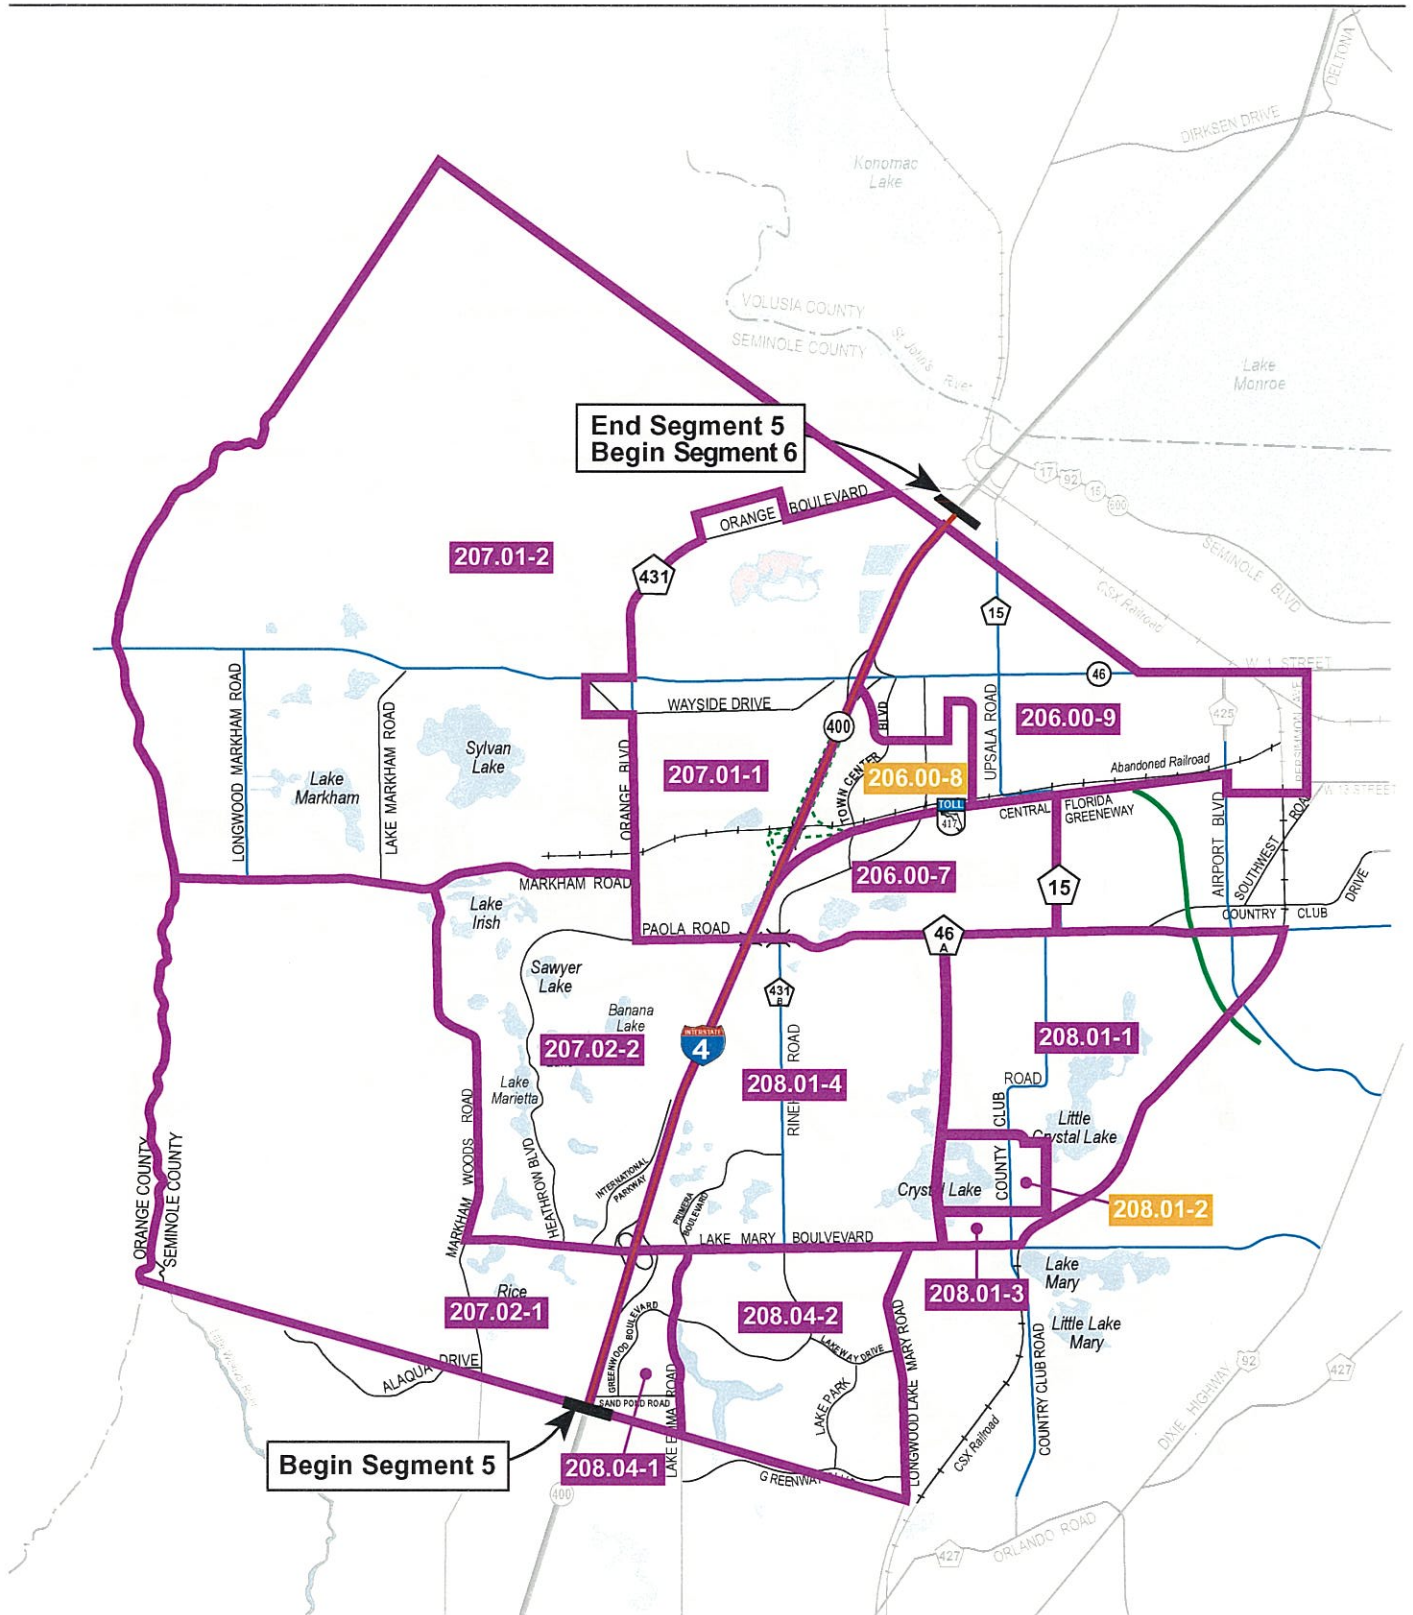 DELTONA
DIRKSEN DRIVE
Konomac
Lake
VOLUSIA COUNTY
SEMINOLE COUNTY
St. John's River
Lake
Monroe
End Segment 5
Begin Segment 6
17
92
15
600
SEMINOLE BLVD
CSX Railroad
ORANGE BOULEVARD
207.01-2
431
15
W. 1 STREET
46
LONGWOOD MARKHAM ROAD
LAKE MARKHAM ROAD
WAYSIDE DRIVE
400
BLVD
UPSALA ROAD
206.00-9
425
PERSIMMON AVE
Sylvan
Lake
Lake
Markham
ORANGE BLVD
207.01-1
TOWN CENTER
206.00-8
Abandoned Railroad
TOLL
417
CENTRAL FLORIDA
GREENEWAY
W. 13 STREET
AIRPORT BLVD
SOUTHWEST ROAD
MARKHAM ROAD
206.00-7
15
COUNTRY CLUB DRIVE
Lake
Irish
PAOLA ROAD
46
A
Sawyer
Lake
431
B
Banana
Lake
207.02-2
INTERSTATE
4
RINEH ROAD
208.01-1
208.01-4
Lake
Marietta
ROAD
COUNTY CLUB
Little
Crystal Lake
MARKHAM WOODS ROAD
HEATHROW BLVD
INTERNATIONAL
PARKWAY
PRIMERA
BOULEVARD
Crystal Lake
208.01-2
ORANGE COUNTY
SEMINOLE COUNTY
LAKE MARY BOULVEVARD
Lake
Mary
208.01-3
Rice
207.02-1
GREENWOOD BOULEVARD
208.04-2
LAKEWAY DRIVE
LONGWOOD LAKE MARY ROAD
Little Lake
Mary
COUNTRY CLUB ROAD
ALAQUA DRIVE
SAND POND ROAD
LAKE EMMA ROAD
LAKE PARK
92
427
DIXIE HIGHWAY
CSX Railroad
Begin Segment 5
208.04-1
GREENWAY
400
427
ORLANDO ROAD